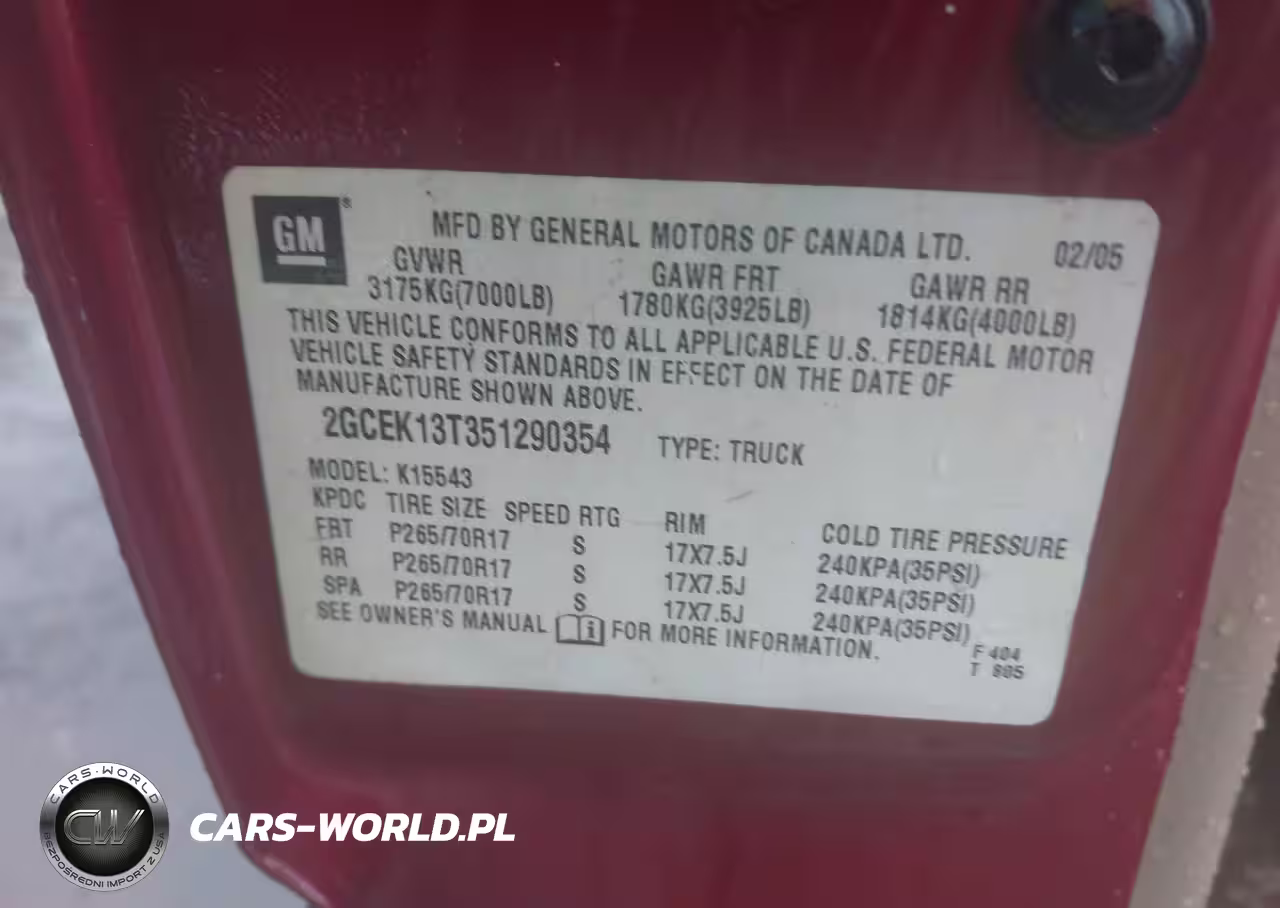 GM®
MFD BY GENERAL MOTORS OF CANADA LTD. 02/05
GVWR GAWR FRT GAWR RR
3175KG(7000LB) 1780KG(3925LB) 1814KG(4000LB)
THIS VEHICLE CONFORMS TO ALL APPLICABLE U.S. FEDERAL MOTOR
VEHICLE SAFETY STANDARDS IN EFFECT ON THE DATE OF
MANUFACTURE SHOWN ABOVE.
2GCEK13T351290354 TYPE: TRUCK
MODEL: K15543
KPDC TIRE SIZE SPEED RTG RIM COLD TIRE PRESSURE
FRT P265/70R17 S 17X7.5J 240KPA(35PSI)
RR P265/70R17 S 17X7.5J 240KPA(35PSI)
SPA P265/70R17 S 17X7.5J 240KPA(35PSI)
SEE OWNER'S MANUAL i FOR MORE INFORMATION.
F 404
T 805
CARS-WORLD
CW
BEZPOŚREDNI IMPORT Z USA
CARS-WORLD.PL